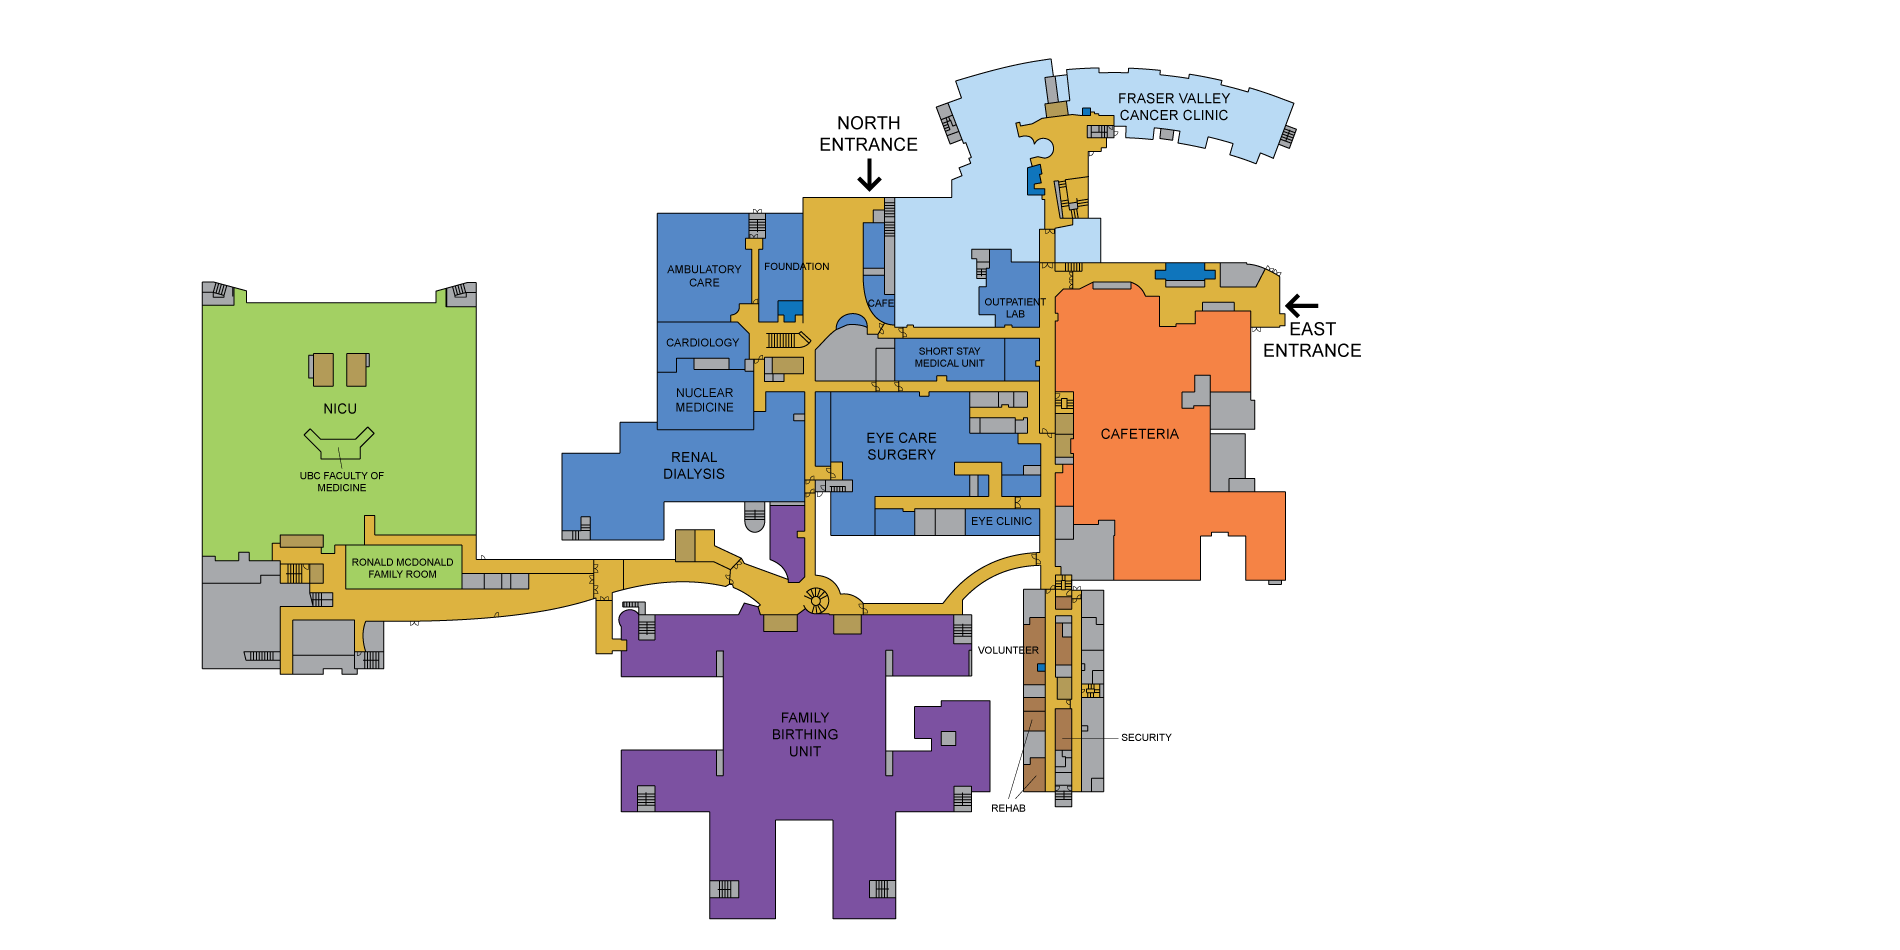 FRASER VALLEY
CANCER CLINIC
NORTH
ENTRANCE
AMBULATORY
CARE
FOUNDATION
CAFE
OUTPATIENT
LAB
EAST
ENTRANCE
CARDIOLOGY
SHORT STAY
MEDICAL UNIT
NUCLEAR
MEDICINE
NICU
EYE CARE
SURGERY
CAFETERIA
RENAL
DIALYSIS
UBC FACULTY OF
MEDICINE
EYE CLINIC
RONALD MCDONALD
FAMILY ROOM
VOLUNTEER
FAMILY
BIRTHING
UNIT
SECURITY
REHAB